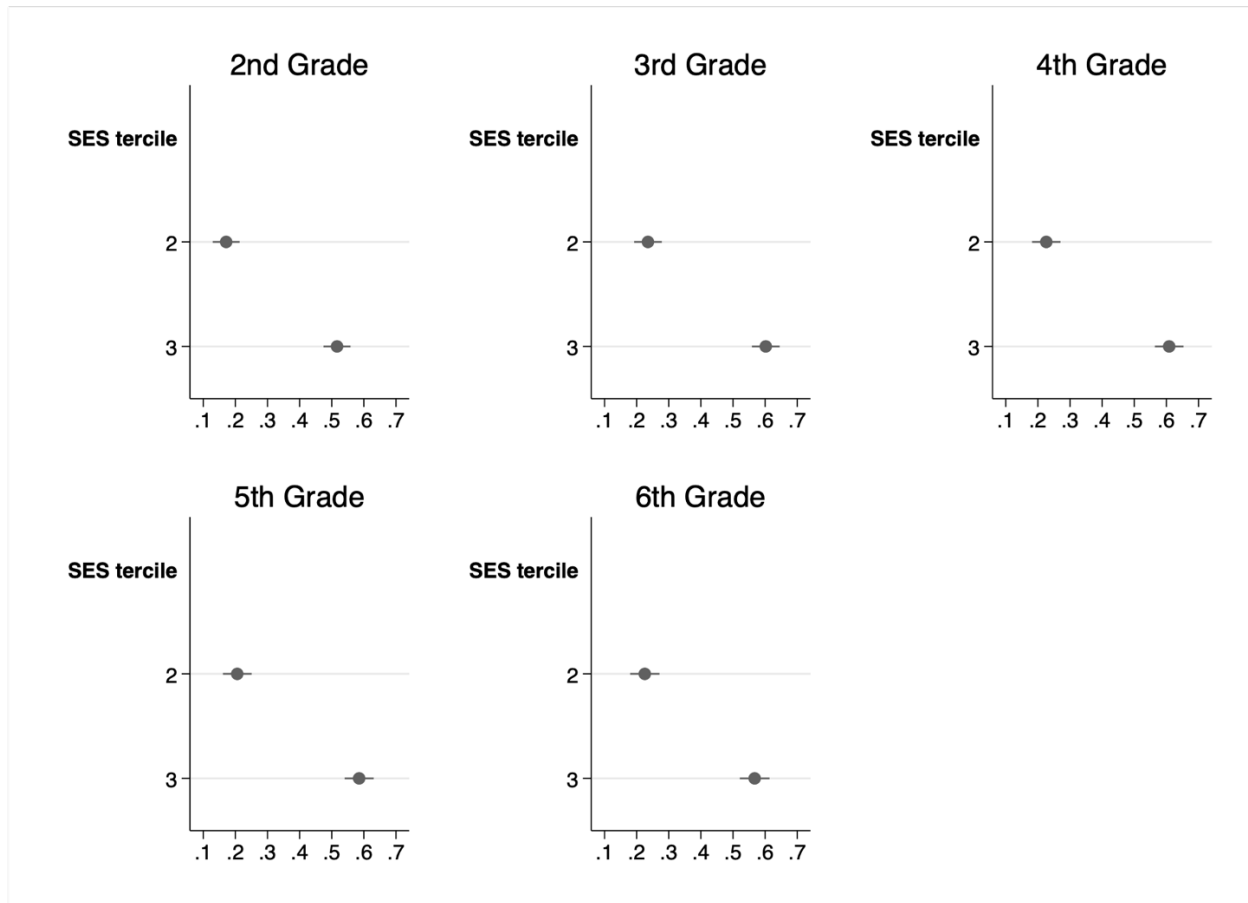 2nd Grade
SES tercile
2
3
.1 .2 .3 .4 .5 .6 .7
3rd Grade
SES tercile
2
3
.1 .2 .3 .4 .5 .6 .7
4th Grade
SES tercile
2
3
.1 .2 .3 .4 .5 .6 .7
5th Grade
SES tercile
2
3
.1 .2 .3 .4 .5 .6 .7
6th Grade
SES tercile
2
3
.1 .2 .3 .4 .5 .6 .7